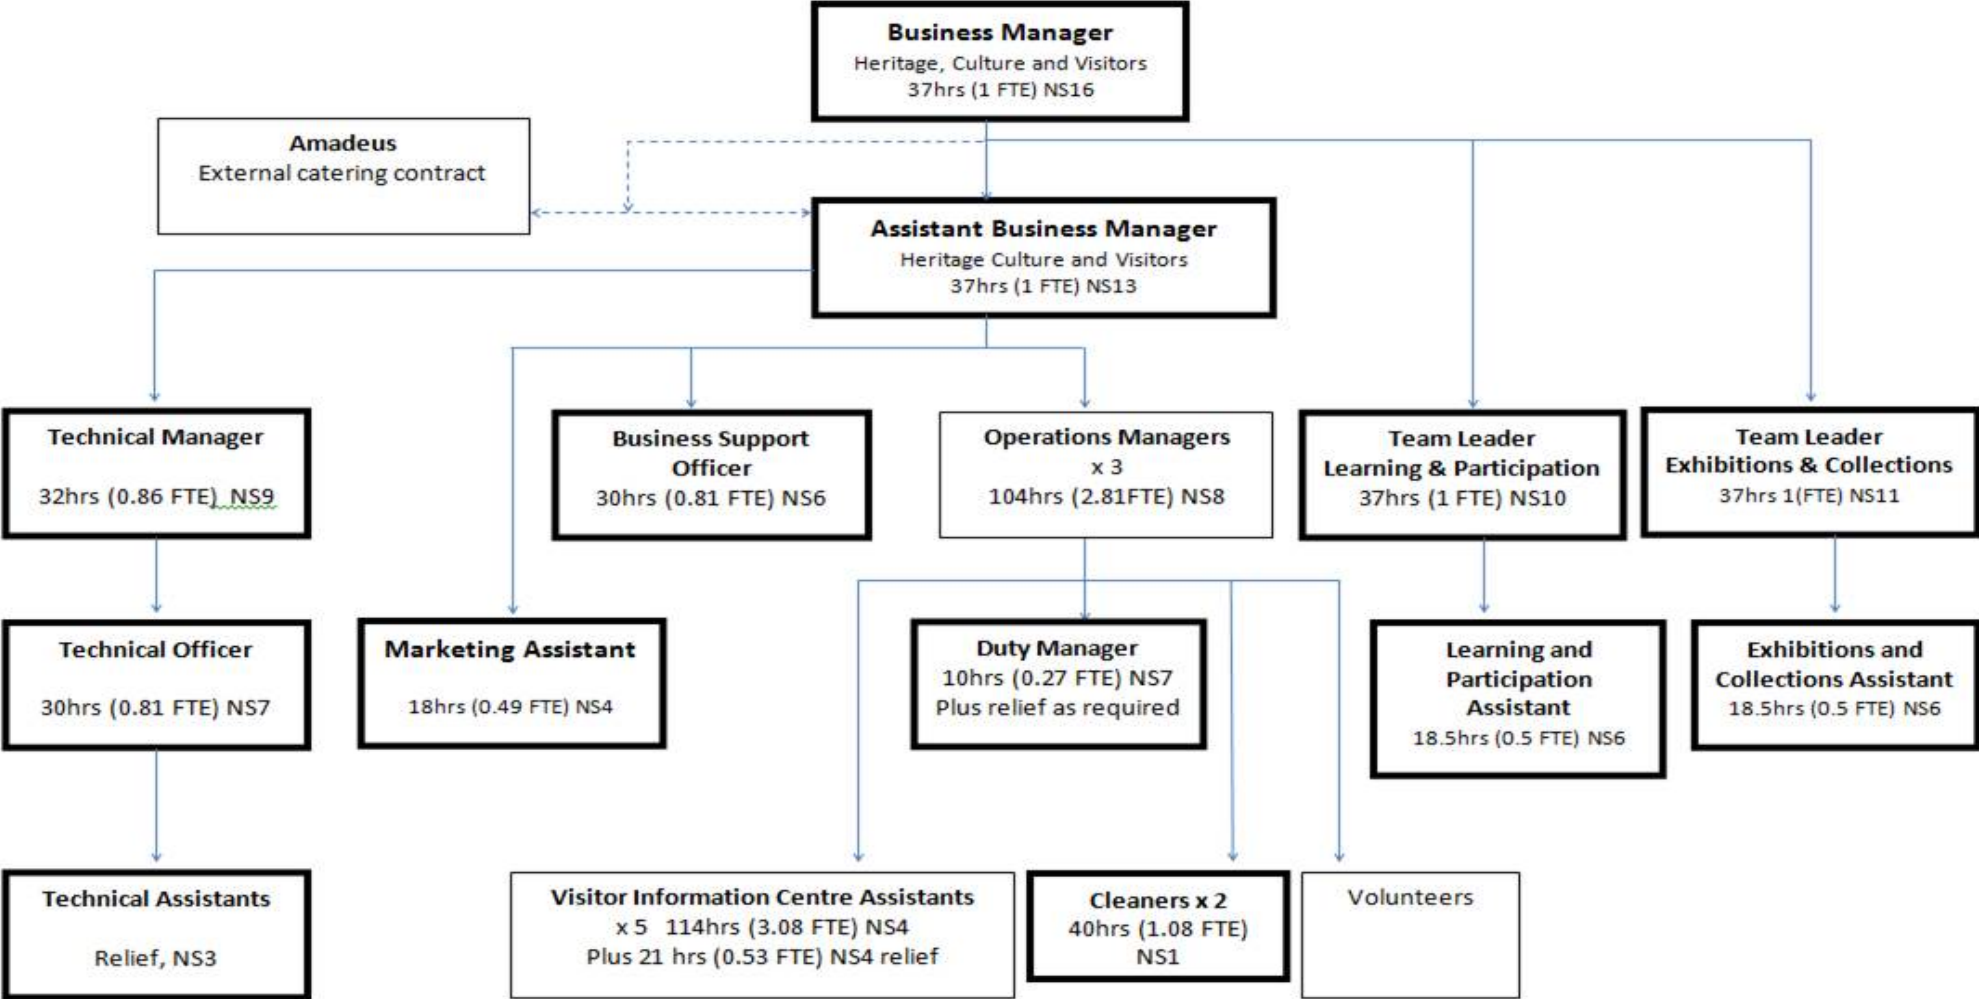 Business Manager
Heritage, Culture and Visitors
37hrs (1 FTE) NS16
Amadeus
External catering contract
Assistant Business Manager
Heritage Culture and Visitors
37hrs (1 FTE) NS13
Technical Manager
32hrs (0.86 FTE)  NS9
Business Support
Officer
30hrs (0.81 FTE) NS6
Operations Managers
x 3
104hrs (2.81FTE) NS8
Team Leader
Learning & Participation
37hrs (1 FTE) NS10
Team Leader
Exhibitions & Collections
37hrs 1(FTE) NS11
Technical Officer
30hrs (0.81 FTE) NS7
Marketing Assistant
18hrs (0.49 FTE) NS4
Duty Manager
10hrs (0.27 FTE) NS7
Plus relief as required
Learning and
Participation
Assistant
18.5hrs (0.5 FTE) NS6
Exhibitions and
Collections Assistant
18.5hrs (0.5 FTE) NS6
Technical Assistants
Relief, NS3
Visitor Information Centre Assistants
x 5   114hrs (3.08 FTE) NS4
Plus 21 hrs (0.53 FTE) NS4 relief
Cleaners x 2
40hrs (1.08 FTE)
NS1
Volunteers